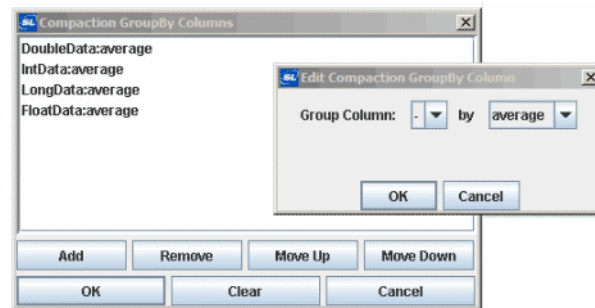 SL Compaction GroupBy Columns
DoubleData:average
IntData:average
LongData:average
FloatData:average
Add Remove Move Up Move Down
OK Clear Cancel
SL Edit Compaction GroupBy Column
Group Column: - by average
OK Cancel